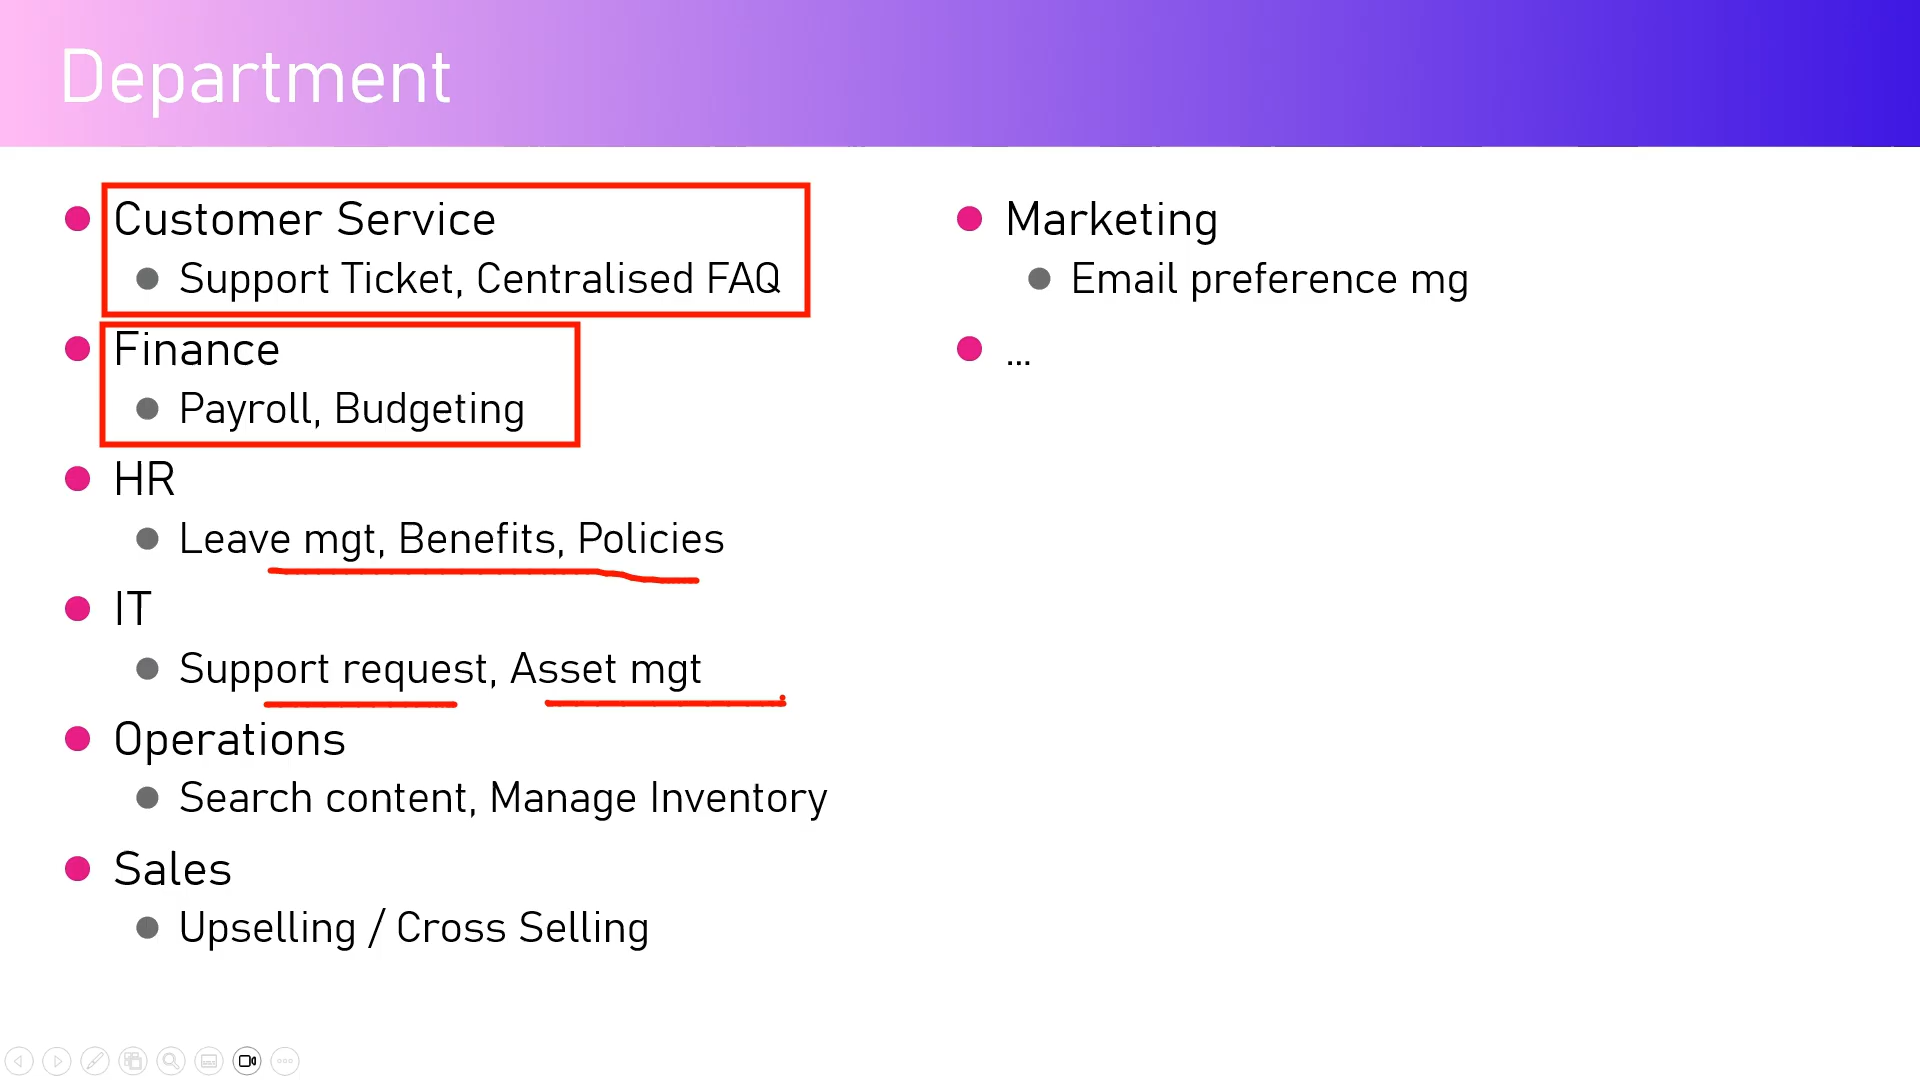 Department
Customer Service
Support Ticket, Centralised FAQ
Finance
Payroll, Budgeting
HR
Leave mgt, Benefits, Policies
IT
Support request, Asset mgt
Operations
Search content, Manage Inventory
Sales
Upselling / Cross Selling
Marketing
Email preference mg
...